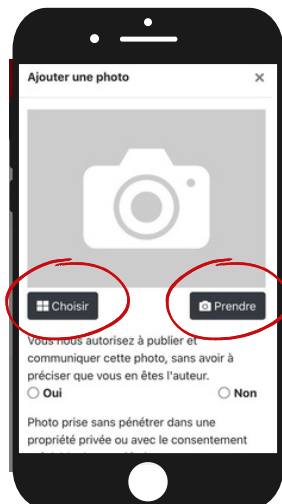 Ajouter une photo ×
Choisir
Prendre
Vous nous autorisez à publier et
communiquer cette photo, sans avoir à
préciser que vous en êtes l'auteur.
Oui
Non
Photo prise sans pénétrer dans une
propriété privée ou avec le consentement